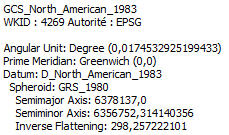 GCS_North_American_1983
WKID : 4269 Autorité : EPSG

Angular Unit: Degree (0,0174532925199433)
Prime Meridian: Greenwich (0,0)
Datum: D_North_American_1983
Spheroid: GRS_1980
Semimajor Axis: 6378137,0
Semiminor Axis: 6356752,314140356
Inverse Flattening: 298,257222101